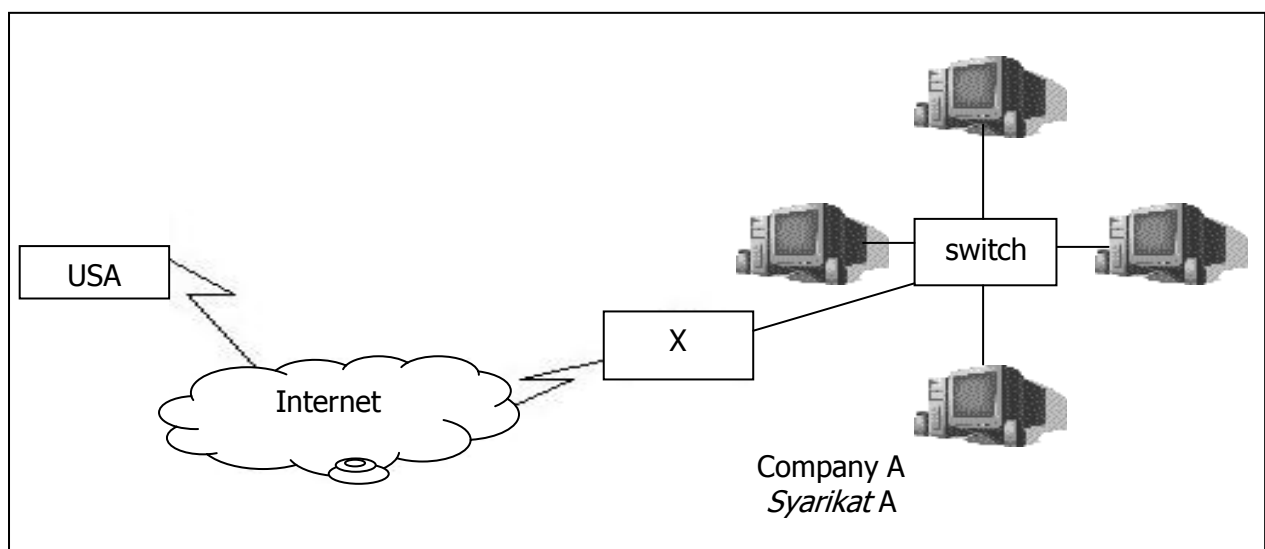 switch
USA
X
Internet
Company A
Syarikat A